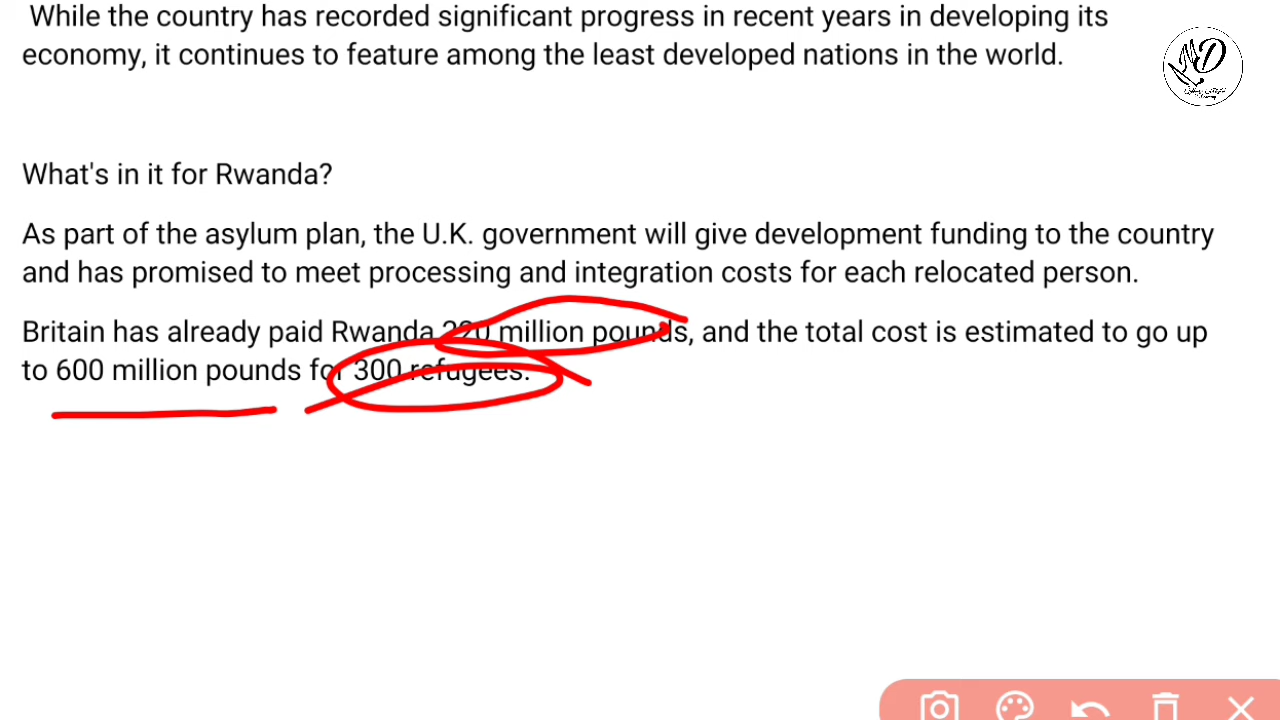 While the country has recorded significant progress in recent years in developing its
economy, it continues to feature among the least developed nations in the world.
What's in it for Rwanda?
As part of the asylum plan, the U.K. government will give development funding to the country
and has promised to meet processing and integration costs for each relocated person.
Britain has already paid Rwanda 220 million pounds, and the total cost is estimated to go up
to 600 million pounds for 300 refugees.